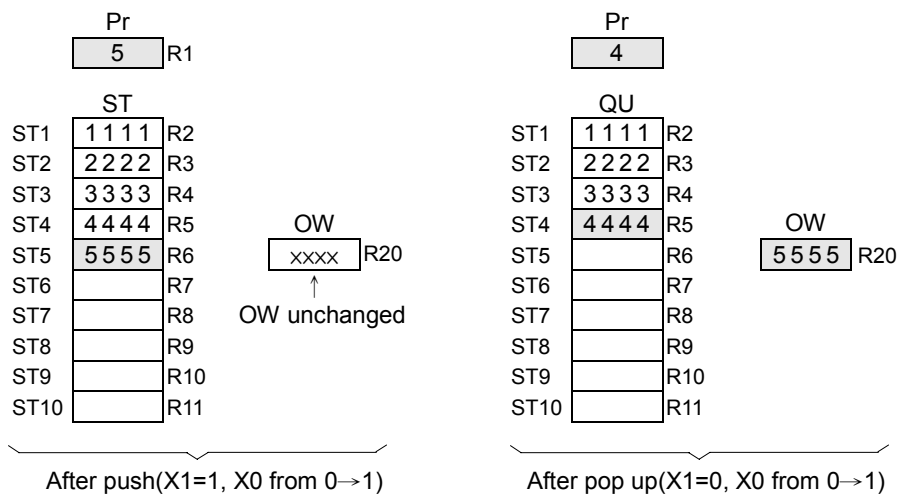 Pr
5 R1
ST
ST1 1111 R2
ST2 2222 R3
ST3 3333 R4
ST4 4444 R5
ST5 5555 R6
ST6 R7
ST7 R8
ST8 R9
ST9 R10
ST10 R11
OW
xxxx R20
↑
OW unchanged
After push(X1=1, X0 from 0→1)
Pr
4
QU
ST1 1111 R2
ST2 2222 R3
ST3 3333 R4
ST4 4444 R5
ST5 R6
ST6 R7
ST7 R8
ST8 R9
ST9 R10
ST10 R11
OW
5555 R20
After pop up(X1=0, X0 from 0→1)